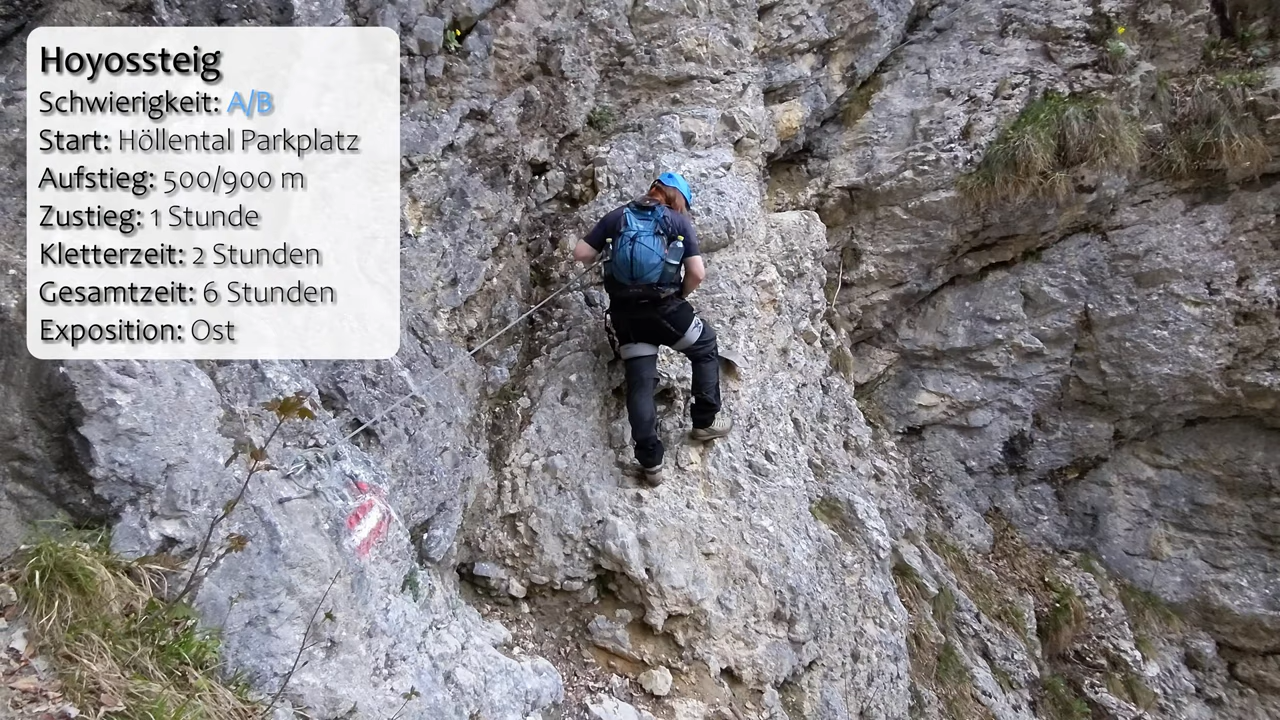 Hoyossteig
Schwierigkeit: A/B
Start: Höllental Parkplatz
Aufstieg: 500/900 m
Zustieg: 1 Stunde
Kletterzeit: 2 Stunden
Gesamtzeit: 6 Stunden
Exposition: Ost